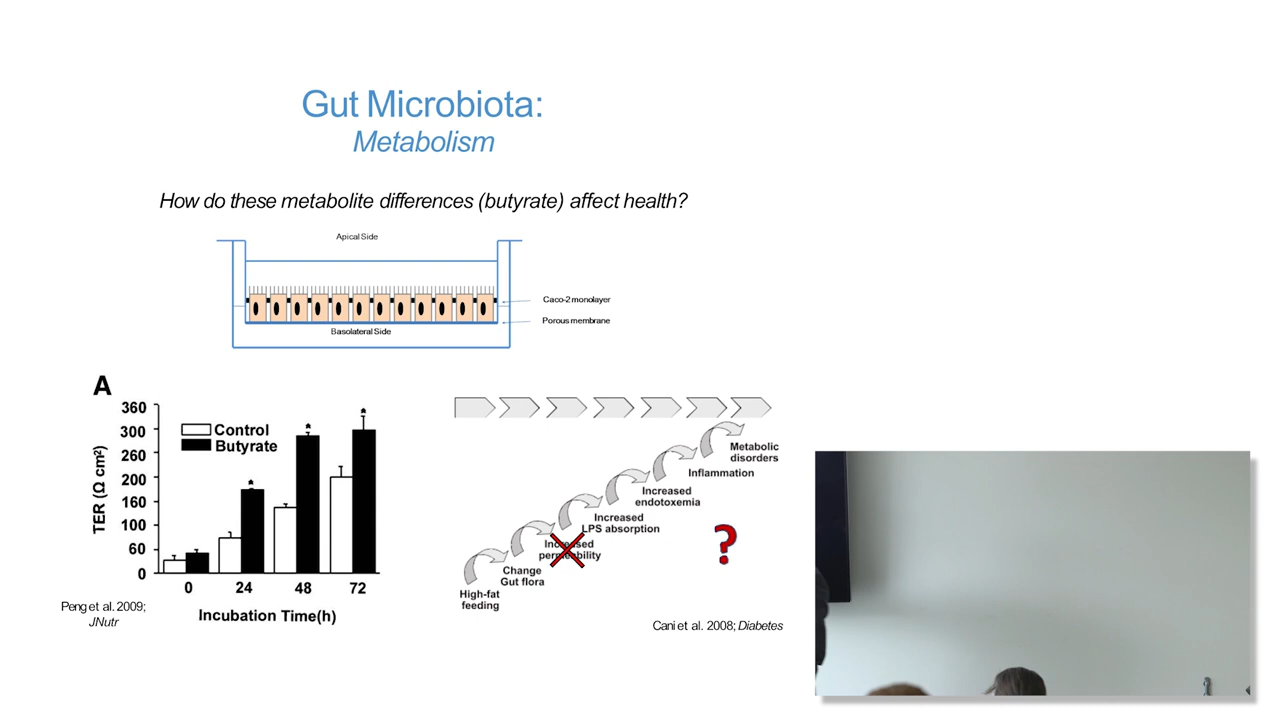 Gut Microbiota:
Metabolism
How do these metabolite differences (butyrate) affect health?
Apical Side
Caco-2 monolayer
Porous membrane
Basolateral Side
A
360
300
260
200
160
100
60
0
TER (Ω cm²)
Control
Butyrate
*
*
*
0 24 48 72
Incubation Time(h)
Peng et al. 2009;
JNutr
Metabolic
disorders
Inflammation
Increased
endotoxemia
Increased
LPS absorption
Increased
permeability
Change
Gut flora
High-fat
feeding
?
Cani et al. 2008; Diabetes